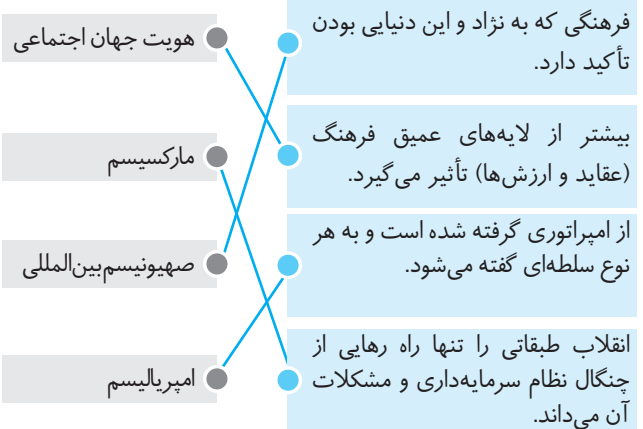 فرهنگی که به نژاد و این دنیایی بودن
تأکید دارد.
هویت جهان اجتماعی
بیشتر از لایه‌های عمیق فرهنگ
(عقاید و ارزش‌ها) تأثیر می‌گیرد.
مارکسیسم
از امپراتوری گرفته شده است و به هر
نوع سلطه‌ای گفته می‌شود.
صهیونیسم‌بین‌المللی
انقلاب طبقاتی را تنها راه رهایی از
چنگال نظام سرمایه‌داری و مشکلات
آن می‌داند.
امپریالیسم